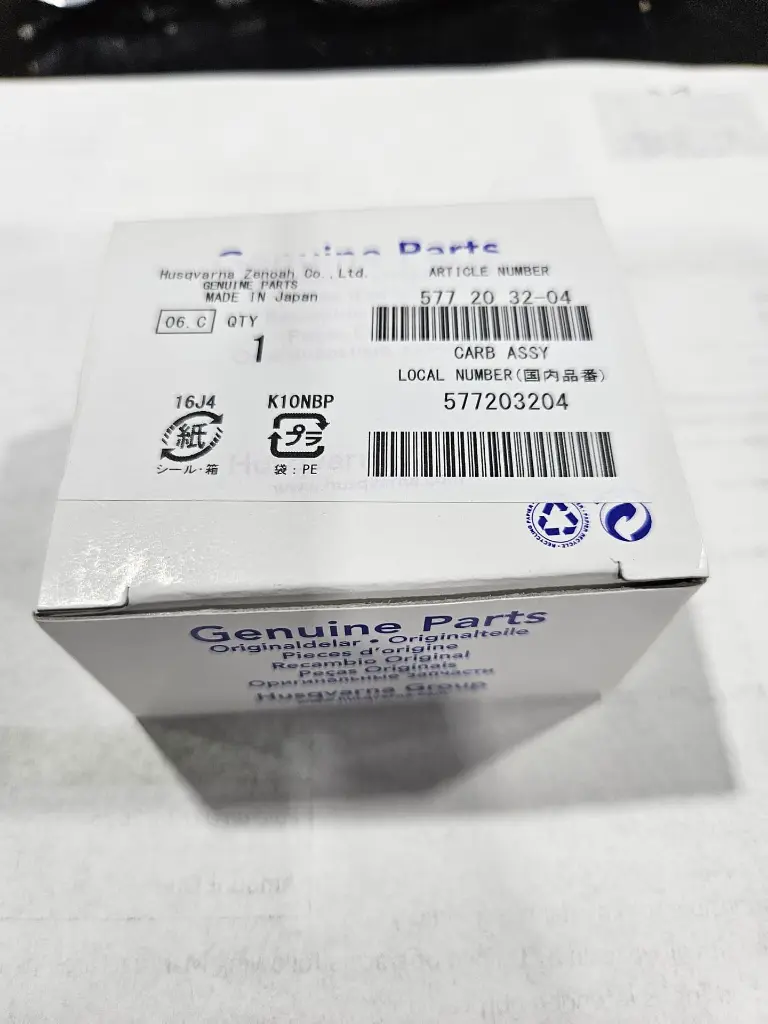 Genuine Parts
Husqvarna Zenoah Co.,Ltd.
GENUINE PARTS
MADE IN Japan
06.C QTY
1
ARTICLE NUMBER
577 20 32-04
CARB ASSY
LOCAL NUMBER(国内品番)
577203204
16J4
紙
シール・箱
K10NBP
プラ
袋:PE
Genuine Parts
Originaldelar • Originalteile
Pieces d'origine
Recambio Original
Peças Originais
Оригинальные запчасти
Husqvarna Group